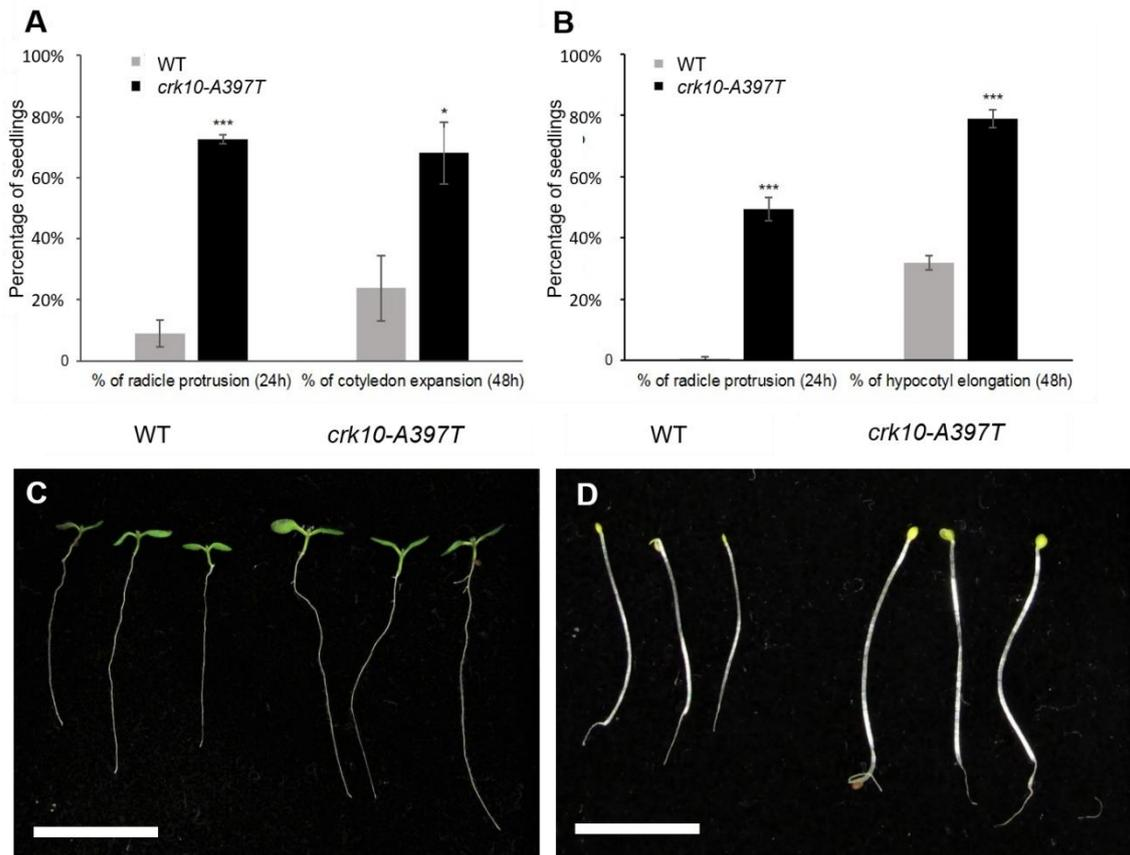 A
Percentage of seedlings
100%
80%
60%
40%
20%
0
WT
crk10-A397T
***
*
% of radicle protrusion (24h)
% of cotyledon expansion (48h)
B
Percentage of seedlings
100%
80%
60%
40%
20%
0
WT
crk10-A397T
***
***
% of radicle protrusion (24h)
% of hypocotyl elongation (48h)
WT
crk10-A397T
WT
crk10-A397T
C
D